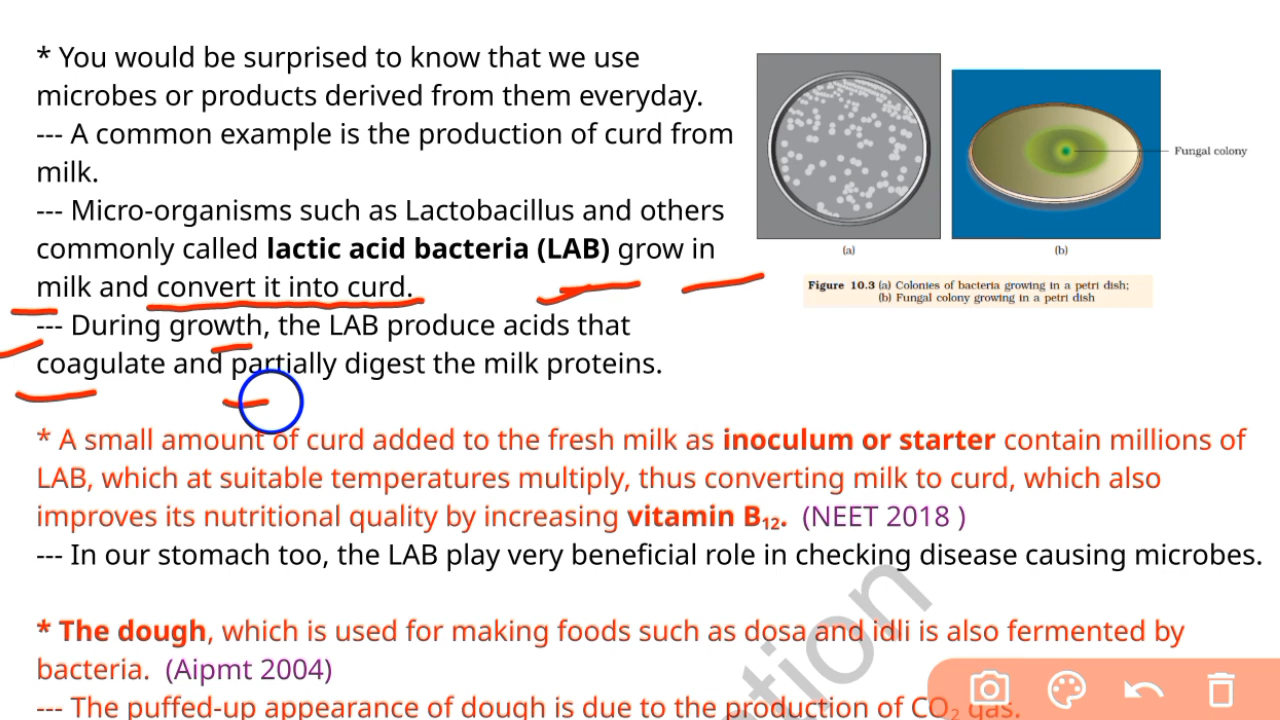 * You would be surprised to know that we use
microbes or products derived from them everyday.
--- A common example is the production of curd from
milk.
--- Micro-organisms such as Lactobacillus and others
commonly called lactic acid bacteria (LAB) grow in
milk and convert it into curd.
--- During growth, the LAB produce acids that
coagulate and partially digest the milk proteins.
Fungal colony
(a)
(b)
Figure 10.3 (a) Colonies of bacteria growing in a petri dish;
(b) Fungal colony growing in a petri dish
* A small amount of curd added to the fresh milk as inoculum or starter contain millions of
LAB, which at suitable temperatures multiply, thus converting milk to curd, which also
improves its nutritional quality by increasing vitamin B₁₂. (NEET 2018 )
--- In our stomach too, the LAB play very beneficial role in checking disease causing microbes.
* The dough, which is used for making foods such as dosa and idli is also fermented by
bacteria. (Aipmt 2004)
--- The puffed-up appearance of dough is due to the production of CO₂ gas.